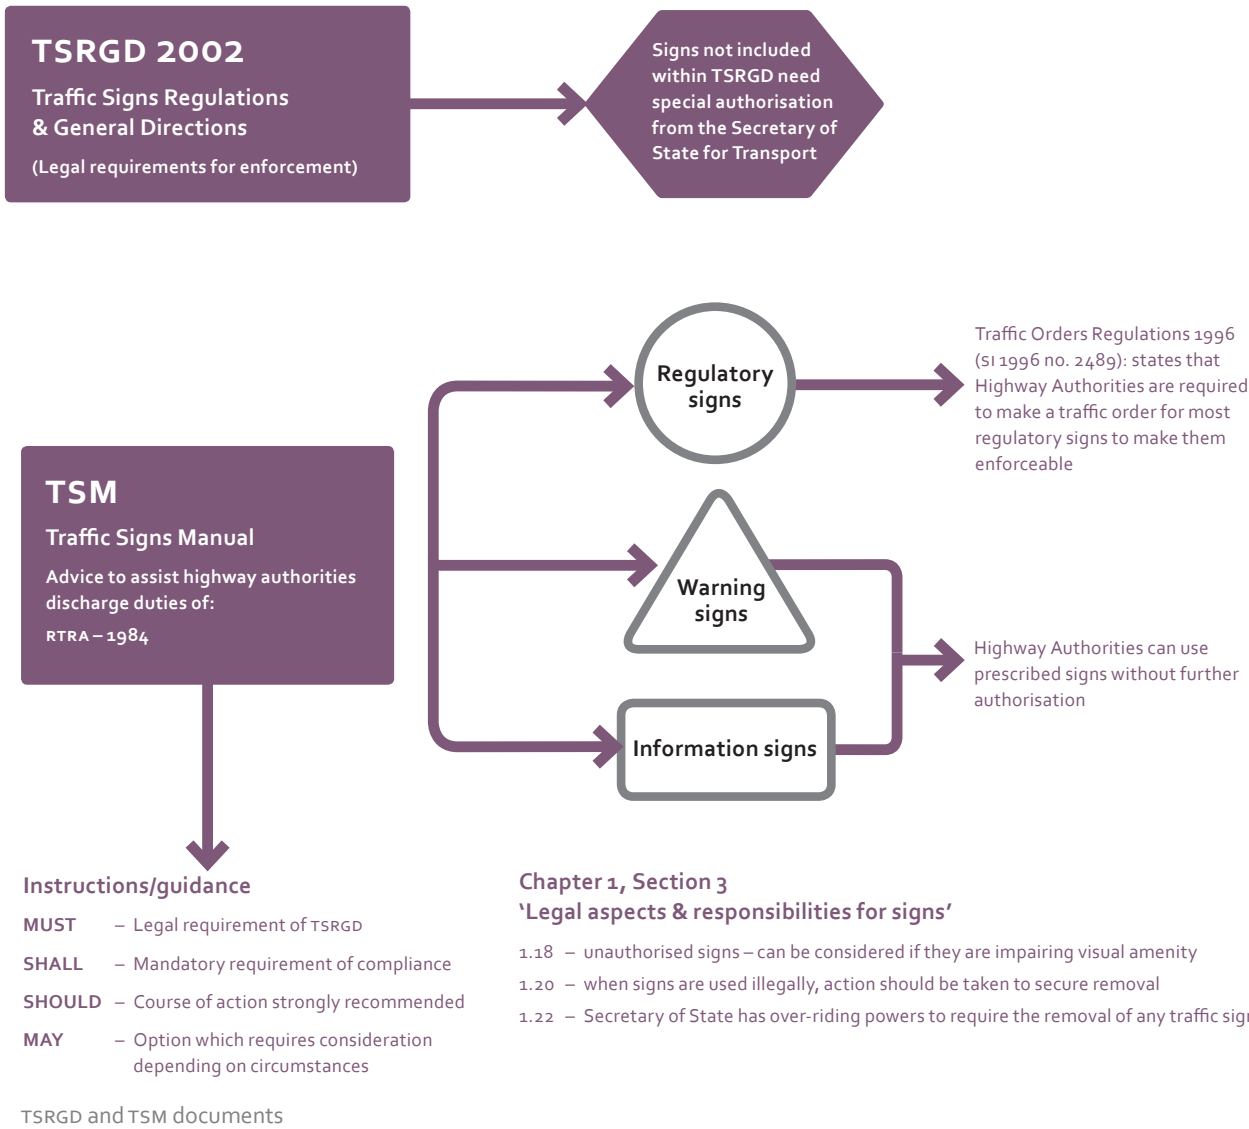 TSRGD 2002
Traffic Signs Regulations
& General Directions
(Legal requirements for enforcement)
Signs not included
within TSRGD need
special authorisation
from the Secretary of
State for Transport
Regulatory
signs
Traffic Orders Regulations 1996
(SI 1996 no. 2489): states that
Highway Authorities are required
to make a traffic order for most
regulatory signs to make them
enforceable
TSM
Traffic Signs Manual
Advice to assist highway authorities
discharge duties of:
RTRA – 1984
Warning
signs
Highway Authorities can use
prescribed signs without further
authorisation
Information signs
Instructions/guidance
MUST – Legal requirement of TSRGD
SHALL – Mandatory requirement of compliance
SHOULD – Course of action strongly recommended
MAY – Option which requires consideration
depending on circumstances
Chapter 1, Section 3
‘Legal aspects & responsibilities for signs’
1.18 – unauthorised signs – can be considered if they are impairing visual amenity
1.20 – when signs are used illegally, action should be taken to secure removal
1.22 – Secretary of State has over-riding powers to require the removal of any traffic sign
TSRGD and TSM documents